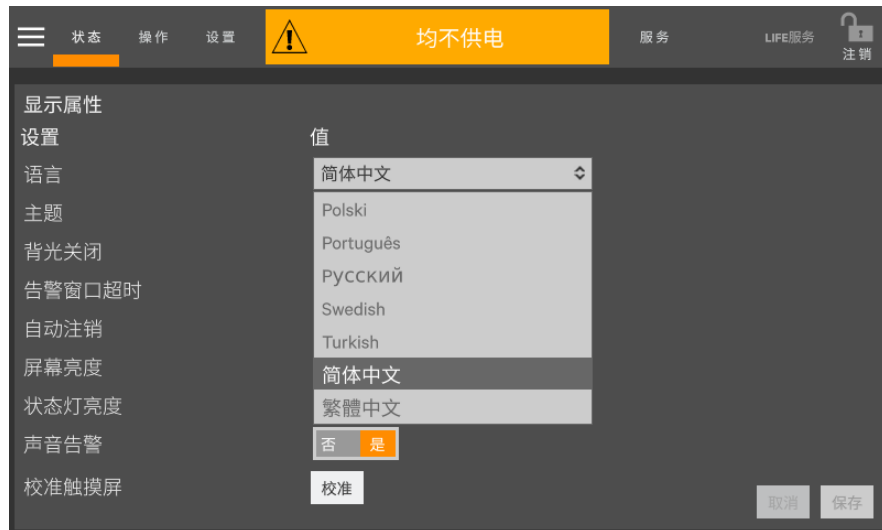 状态 操作 设置 均不供电 服务 LIFE服务 注销
显示属性
设置 值
语言 简体中文
主题 Polski
Português
背光关闭
Русский
告警窗口超时
Swedish
自动注销
Turkish
屏幕亮度 简体中文
状态灯亮度 繁體中文
声音告警 否 是
校准触摸屏 校准
取消 保存